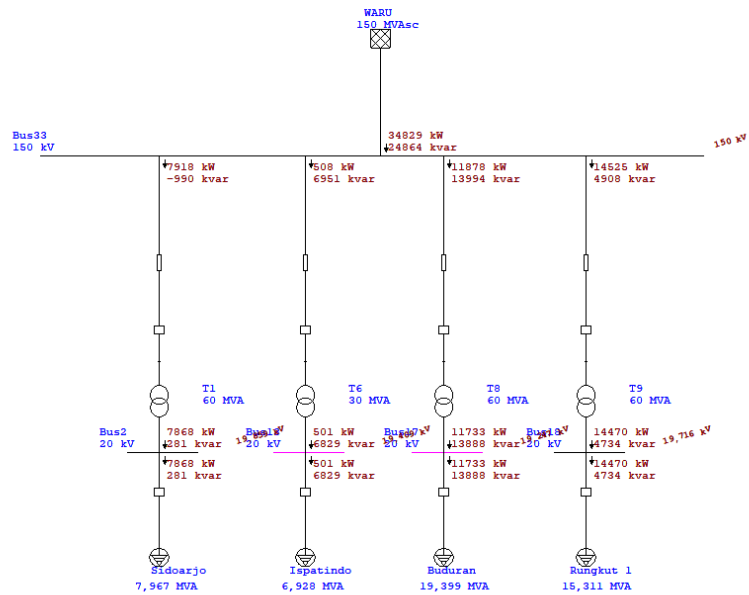 WARU
150 MVAsc
Bus33
150 kV
34829 kW
24864 kvar
150 kV
7918 kW
-990 kvar
508 kW
6951 kvar
11878 kW
13994 kvar
14525 kW
4908 kvar
T1
60 MVA
T6
30 MVA
T8
60 MVA
T9
60 MVA
Bus2
20 kV
7868 kW
281 kvar
20 kV
501 kW
6829 kvar
Bus17
20 kV
11733 kW
13888 kvar
Bus18
20 kV
14470 kW
4734 kvar
19,716 kV
7868 kW
281 kvar
501 kW
6829 kvar
11733 kW
13888 kvar
14470 kW
4734 kvar
Sidoarjo
7,967 MVA
Ispatindo
6,928 MVA
Buduran
19,399 MVA
Rungkut 1
15,311 MVA